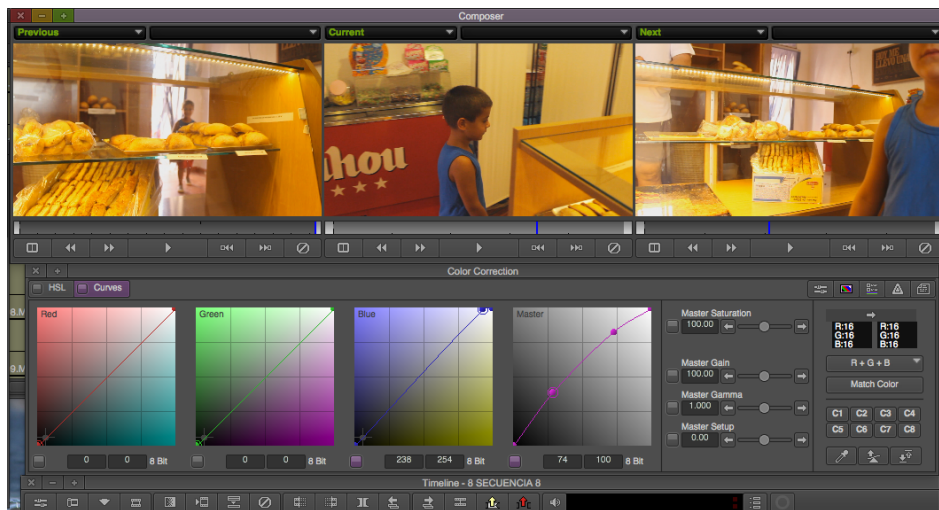 Composer
Previous
Current
Next
hou
Color Correction
HSL
Curves
Red
Green
Blue
Master
Master Saturation
100.00
Master Gain
100.00
Master Gamma
1.000
Master Setup
0.00
R:16 R:16
G:16 G:16
B:16 B:16
R + G + B
Match Color
C1 C2 C3 C4
C5 C6 C7 C8
8.M
9.M
0 0 8 Bit
0 0 8 Bit
238 254 8 Bit
74 100 8 Bit
Timeline - 8 SECUENCIA 8